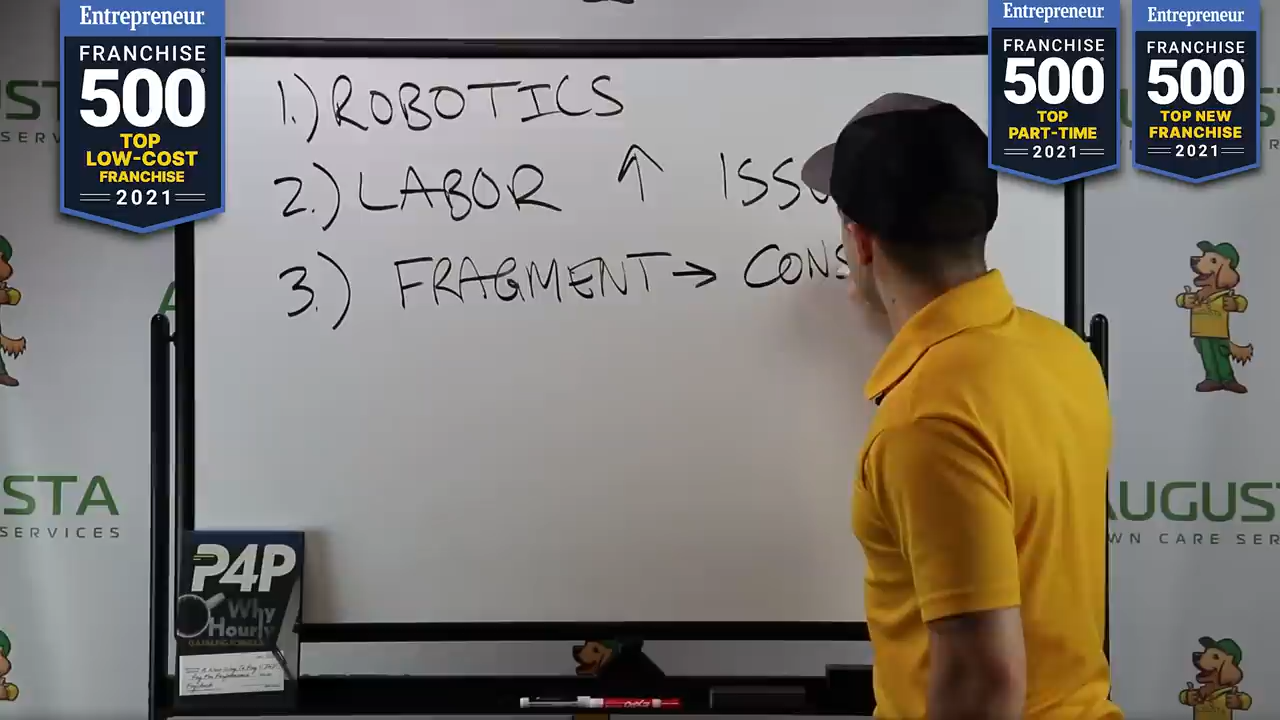 Entrepreneur
FRANCHISE
500
TOP
LOW-COST
FRANCHISE
2021
Entrepreneur
FRANCHISE
500
TOP
PART-TIME
2021
Entrepreneur
FRANCHISE
500
TOP NEW
FRANCHISE
2021
1.) ROBOTICS
2.) LABOR ↑ ISSU
3.) FRAGMENT → CONS
STA
SERVICES
AUGUST
WN CARE SER
P4P
Why
Hourly